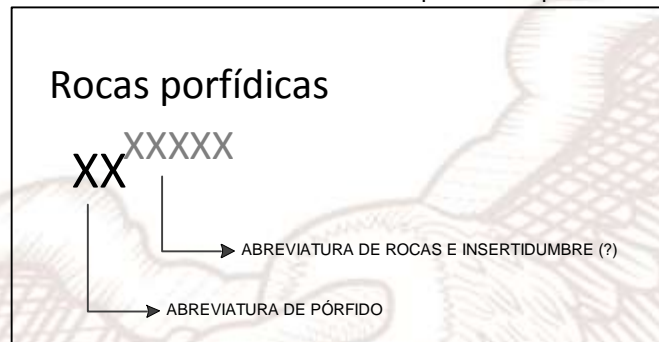 Rocas porfídicas
XXXXXXX
ABREVIATURA DE ROCAS E INSERTIDUMBRE (?)
ABREVIATURA DE PÓRFIDO